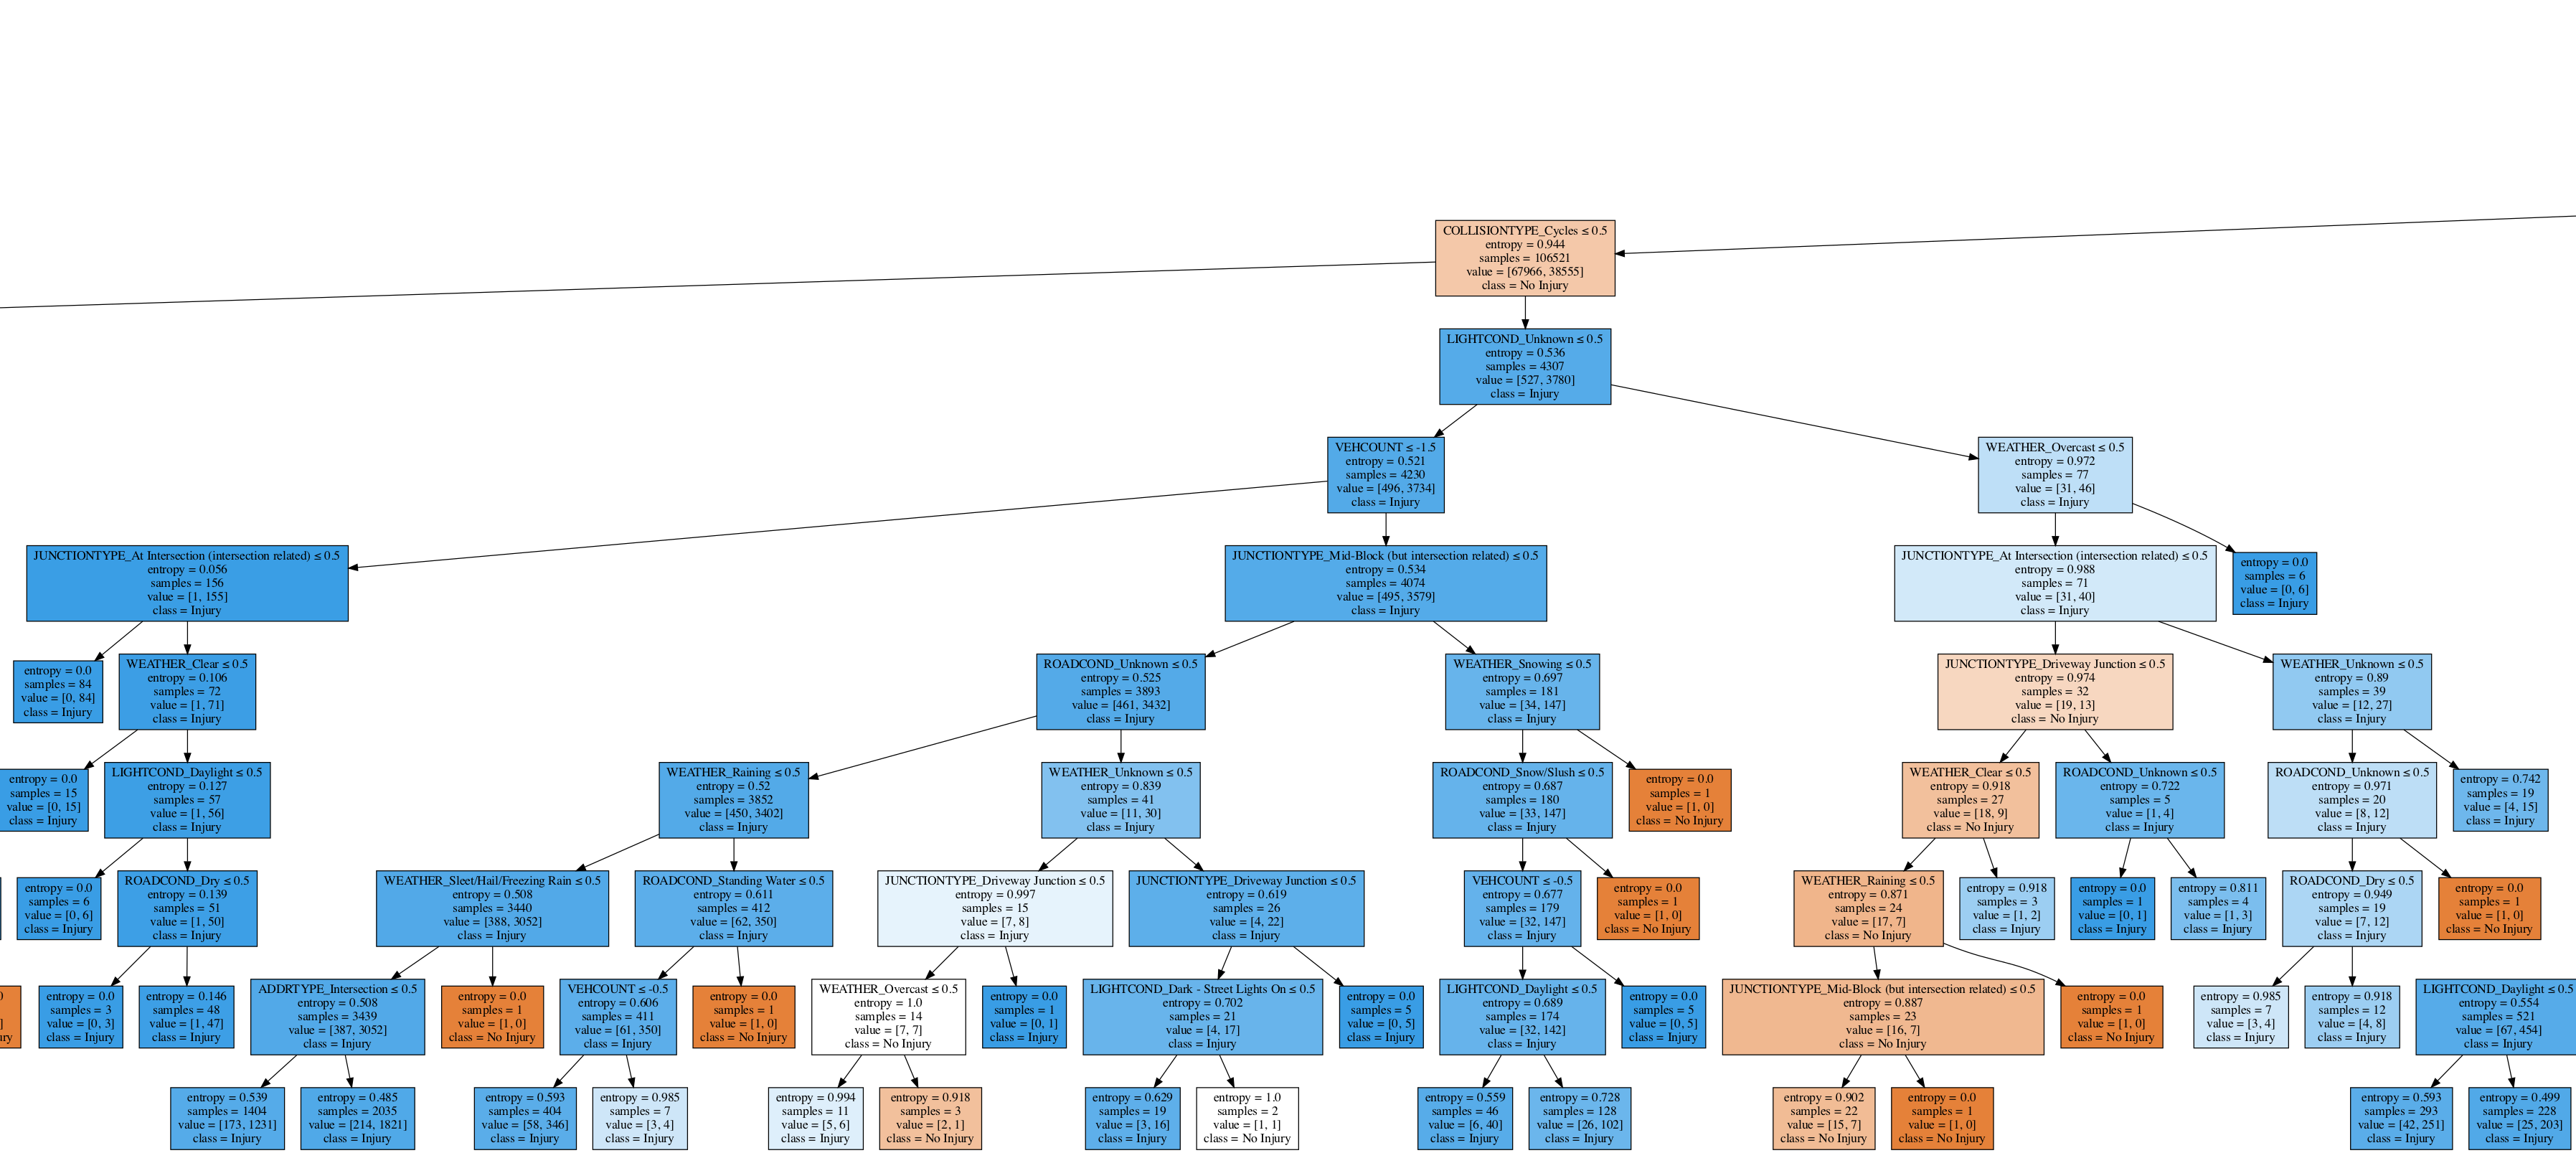 COLLISIONTYPE_Cycles ≤ 0.5
entropy = 0.944
samples = 106521
value = [67966, 38555]
class = No Injury
LIGHTCOND_Unknown ≤ 0.5
entropy = 0.536
samples = 4307
value = [527, 3780]
class = Injury
VEHCOUNT ≤ -1.5
entropy = 0.521
samples = 4230
value = [496, 3734]
class = Injury
WEATHER_Overcast ≤ 0.5
entropy = 0.972
samples = 77
value = [31, 46]
class = Injury
JUNCTIONTYPE_At Intersection (intersection related) ≤ 0.5
entropy = 0.056
samples = 156
value = [1, 155]
class = Injury
JUNCTIONTYPE_Mid-Block (but intersection related) ≤ 0.5
entropy = 0.534
samples = 4074
value = [495, 3579]
class = Injury
JUNCTIONTYPE_At Intersection (intersection related) ≤ 0.5
entropy = 0.988
samples = 71
value = [31, 40]
class = Injury
entropy = 0.0
samples = 6
value = [0, 6]
class = Injury
entropy = 0.0
samples = 84
value = [0, 84]
class = Injury
WEATHER_Clear ≤ 0.5
entropy = 0.106
samples = 72
value = [1, 71]
class = Injury
ROADCOND_Unknown ≤ 0.5
entropy = 0.525
samples = 3893
value = [461, 3432]
class = Injury
WEATHER_Snowing ≤ 0.5
entropy = 0.697
samples = 181
value = [34, 147]
class = Injury
JUNCTIONTYPE_Driveway Junction ≤ 0.5
entropy = 0.974
samples = 32
value = [19, 13]
class = No Injury
WEATHER_Unknown ≤ 0.5
entropy = 0.89
samples = 39
value = [12, 27]
class = Injury
entropy = 0.0
samples = 15
value = [0, 15]
class = Injury
LIGHTCOND_Daylight ≤ 0.5
entropy = 0.127
samples = 57
value = [1, 56]
class = Injury
WEATHER_Raining ≤ 0.5
entropy = 0.52
samples = 3852
value = [450, 3402]
class = Injury
WEATHER_Unknown ≤ 0.5
entropy = 0.839
samples = 41
value = [11, 30]
class = Injury
ROADCOND_Snow/Slush ≤ 0.5
entropy = 0.687
samples = 180
value = [33, 147]
class = Injury
entropy = 0.0
samples = 1
value = [1, 0]
class = No Injury
WEATHER_Clear ≤ 0.5
entropy = 0.918
samples = 27
value = [18, 9]
class = No Injury
ROADCOND_Unknown ≤ 0.5
entropy = 0.722
samples = 5
value = [1, 4]
class = Injury
ROADCOND_Unknown ≤ 0.5
entropy = 0.971
samples = 20
value = [8, 12]
class = Injury
entropy = 0.742
samples = 19
value = [4, 15]
class = Injury
entropy = 0.0
samples = 6
value = [0, 6]
class = Injury
ROADCOND_Dry ≤ 0.5
entropy = 0.139
samples = 51
value = [1, 50]
class = Injury
WEATHER_Sleet/Hail/Freezing Rain ≤ 0.5
entropy = 0.508
samples = 3440
value = [388, 3052]
class = Injury
ROADCOND_Standing Water ≤ 0.5
entropy = 0.611
samples = 412
value = [62, 350]
class = Injury
JUNCTIONTYPE_Driveway Junction ≤ 0.5
entropy = 0.997
samples = 15
value = [7, 8]
class = Injury
JUNCTIONTYPE_Driveway Junction ≤ 0.5
entropy = 0.619
samples = 26
value = [4, 22]
class = Injury
VEHCOUNT ≤ -0.5
entropy = 0.677
samples = 179
value = [32, 147]
class = Injury
entropy = 0.0
samples = 1
value = [1, 0]
class = No Injury
WEATHER_Raining ≤ 0.5
entropy = 0.871
samples = 24
value = [17, 7]
class = No Injury
entropy = 0.918
samples = 3
value = [1, 2]
class = Injury
entropy = 0.0
samples = 1
value = [0, 1]
class = Injury
entropy = 0.811
samples = 4
value = [1, 3]
class = Injury
ROADCOND_Dry ≤ 0.5
entropy = 0.949
samples = 19
value = [7, 12]
class = Injury
entropy = 0.0
samples = 1
value = [1, 0]
class = No Injury
0
]
ury
entropy = 0.0
samples = 3
value = [0, 3]
class = Injury
entropy = 0.146
samples = 48
value = [1, 47]
class = Injury
ADDRTYPE_Intersection ≤ 0.5
entropy = 0.508
samples = 3439
value = [387, 3052]
class = Injury
entropy = 0.0
samples = 1
value = [1, 0]
class = No Injury
VEHCOUNT ≤ -0.5
entropy = 0.606
samples = 411
value = [61, 350]
class = Injury
entropy = 0.0
samples = 1
value = [1, 0]
class = No Injury
WEATHER_Overcast ≤ 0.5
entropy = 1.0
samples = 14
value = [7, 7]
class = No Injury
entropy = 0.0
samples = 1
value = [0, 1]
class = Injury
LIGHTCOND_Dark - Street Lights On ≤ 0.5
entropy = 0.702
samples = 21
value = [4, 17]
class = Injury
entropy = 0.0
samples = 5
value = [0, 5]
class = Injury
LIGHTCOND_Daylight ≤ 0.5
entropy = 0.689
samples = 174
value = [32, 142]
class = Injury
entropy = 0.0
samples = 5
value = [0, 5]
class = Injury
JUNCTIONTYPE_Mid-Block (but intersection related) ≤ 0.5
entropy = 0.887
samples = 23
value = [16, 7]
class = No Injury
entropy = 0.0
samples = 1
value = [1, 0]
class = No Injury
entropy = 0.985
samples = 7
value = [3, 4]
class = Injury
entropy = 0.918
samples = 12
value = [4, 8]
class = Injury
LIGHTCOND_Daylight ≤ 0.5
entropy = 0.554
samples = 521
value = [67, 454]
class = Injury
entropy = 0.539
samples = 1404
value = [173, 1231]
class = Injury
entropy = 0.485
samples = 2035
value = [214, 1821]
class = Injury
entropy = 0.593
samples = 404
value = [58, 346]
class = Injury
entropy = 0.985
samples = 7
value = [3, 4]
class = Injury
entropy = 0.994
samples = 11
value = [5, 6]
class = Injury
entropy = 0.918
samples = 3
value = [2, 1]
class = No Injury
entropy = 0.629
samples = 19
value = [3, 16]
class = Injury
entropy = 1.0
samples = 2
value = [1, 1]
class = No Injury
entropy = 0.559
samples = 46
value = [6, 40]
class = Injury
entropy = 0.728
samples = 128
value = [26, 102]
class = Injury
entropy = 0.902
samples = 22
value = [15, 7]
class = No Injury
entropy = 0.0
samples = 1
value = [1, 0]
class = No Injury
entropy = 0.593
samples = 293
value = [42, 251]
class = Injury
entropy = 0.499
samples = 228
value = [25, 203]
class = Injury